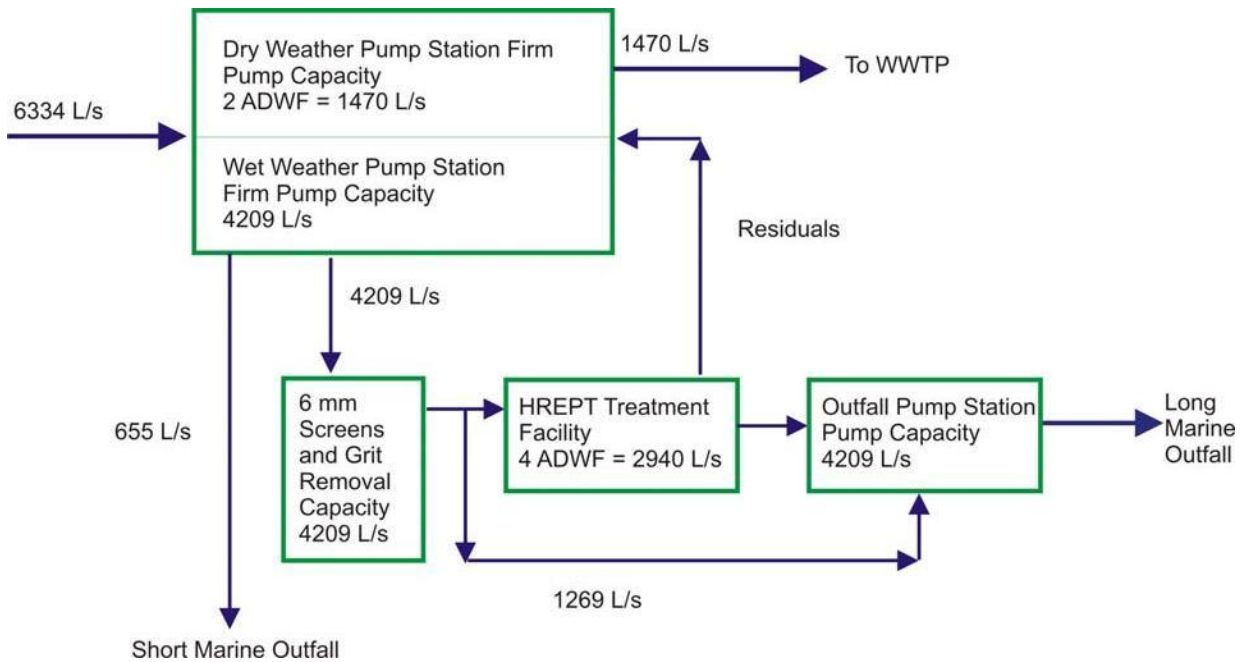 Dry Weather Pump Station Firm
Pump Capacity
2 ADWF = 1470 L/s
1470 L/s
To WWTP
6334 L/s
Wet Weather Pump Station
Firm Pump Capacity
4209 L/s
Residuals
4209 L/s
655 L/s
6 mm
Screens
and Grit
Removal
Capacity
4209 L/s
HREPT Treatment
Facility
4 ADWF = 2940 L/s
Outfall Pump Station
Pump Capacity
4209 L/s
Long
Marine
Outfall
1269 L/s
Short Marine Outfall